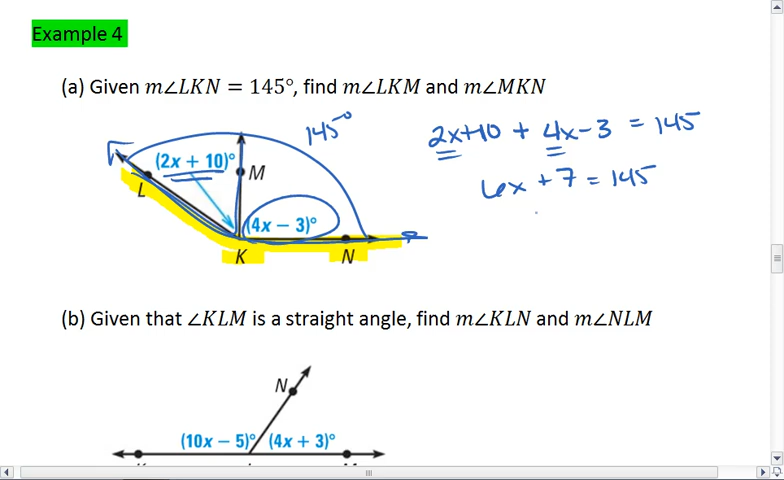 Example 4
(a) Given m∠LKN = 145°, find m∠LKM and m∠MKN
145°
2x+10 + 4x-3 = 145
(2x + 10)°
M
L
6x + 7 = 145
(4x − 3)°
K
N
(b) Given that ∠KLM is a straight angle, find m∠KLN and m∠NLM
N
(10x − 5)°
(4x + 3)°